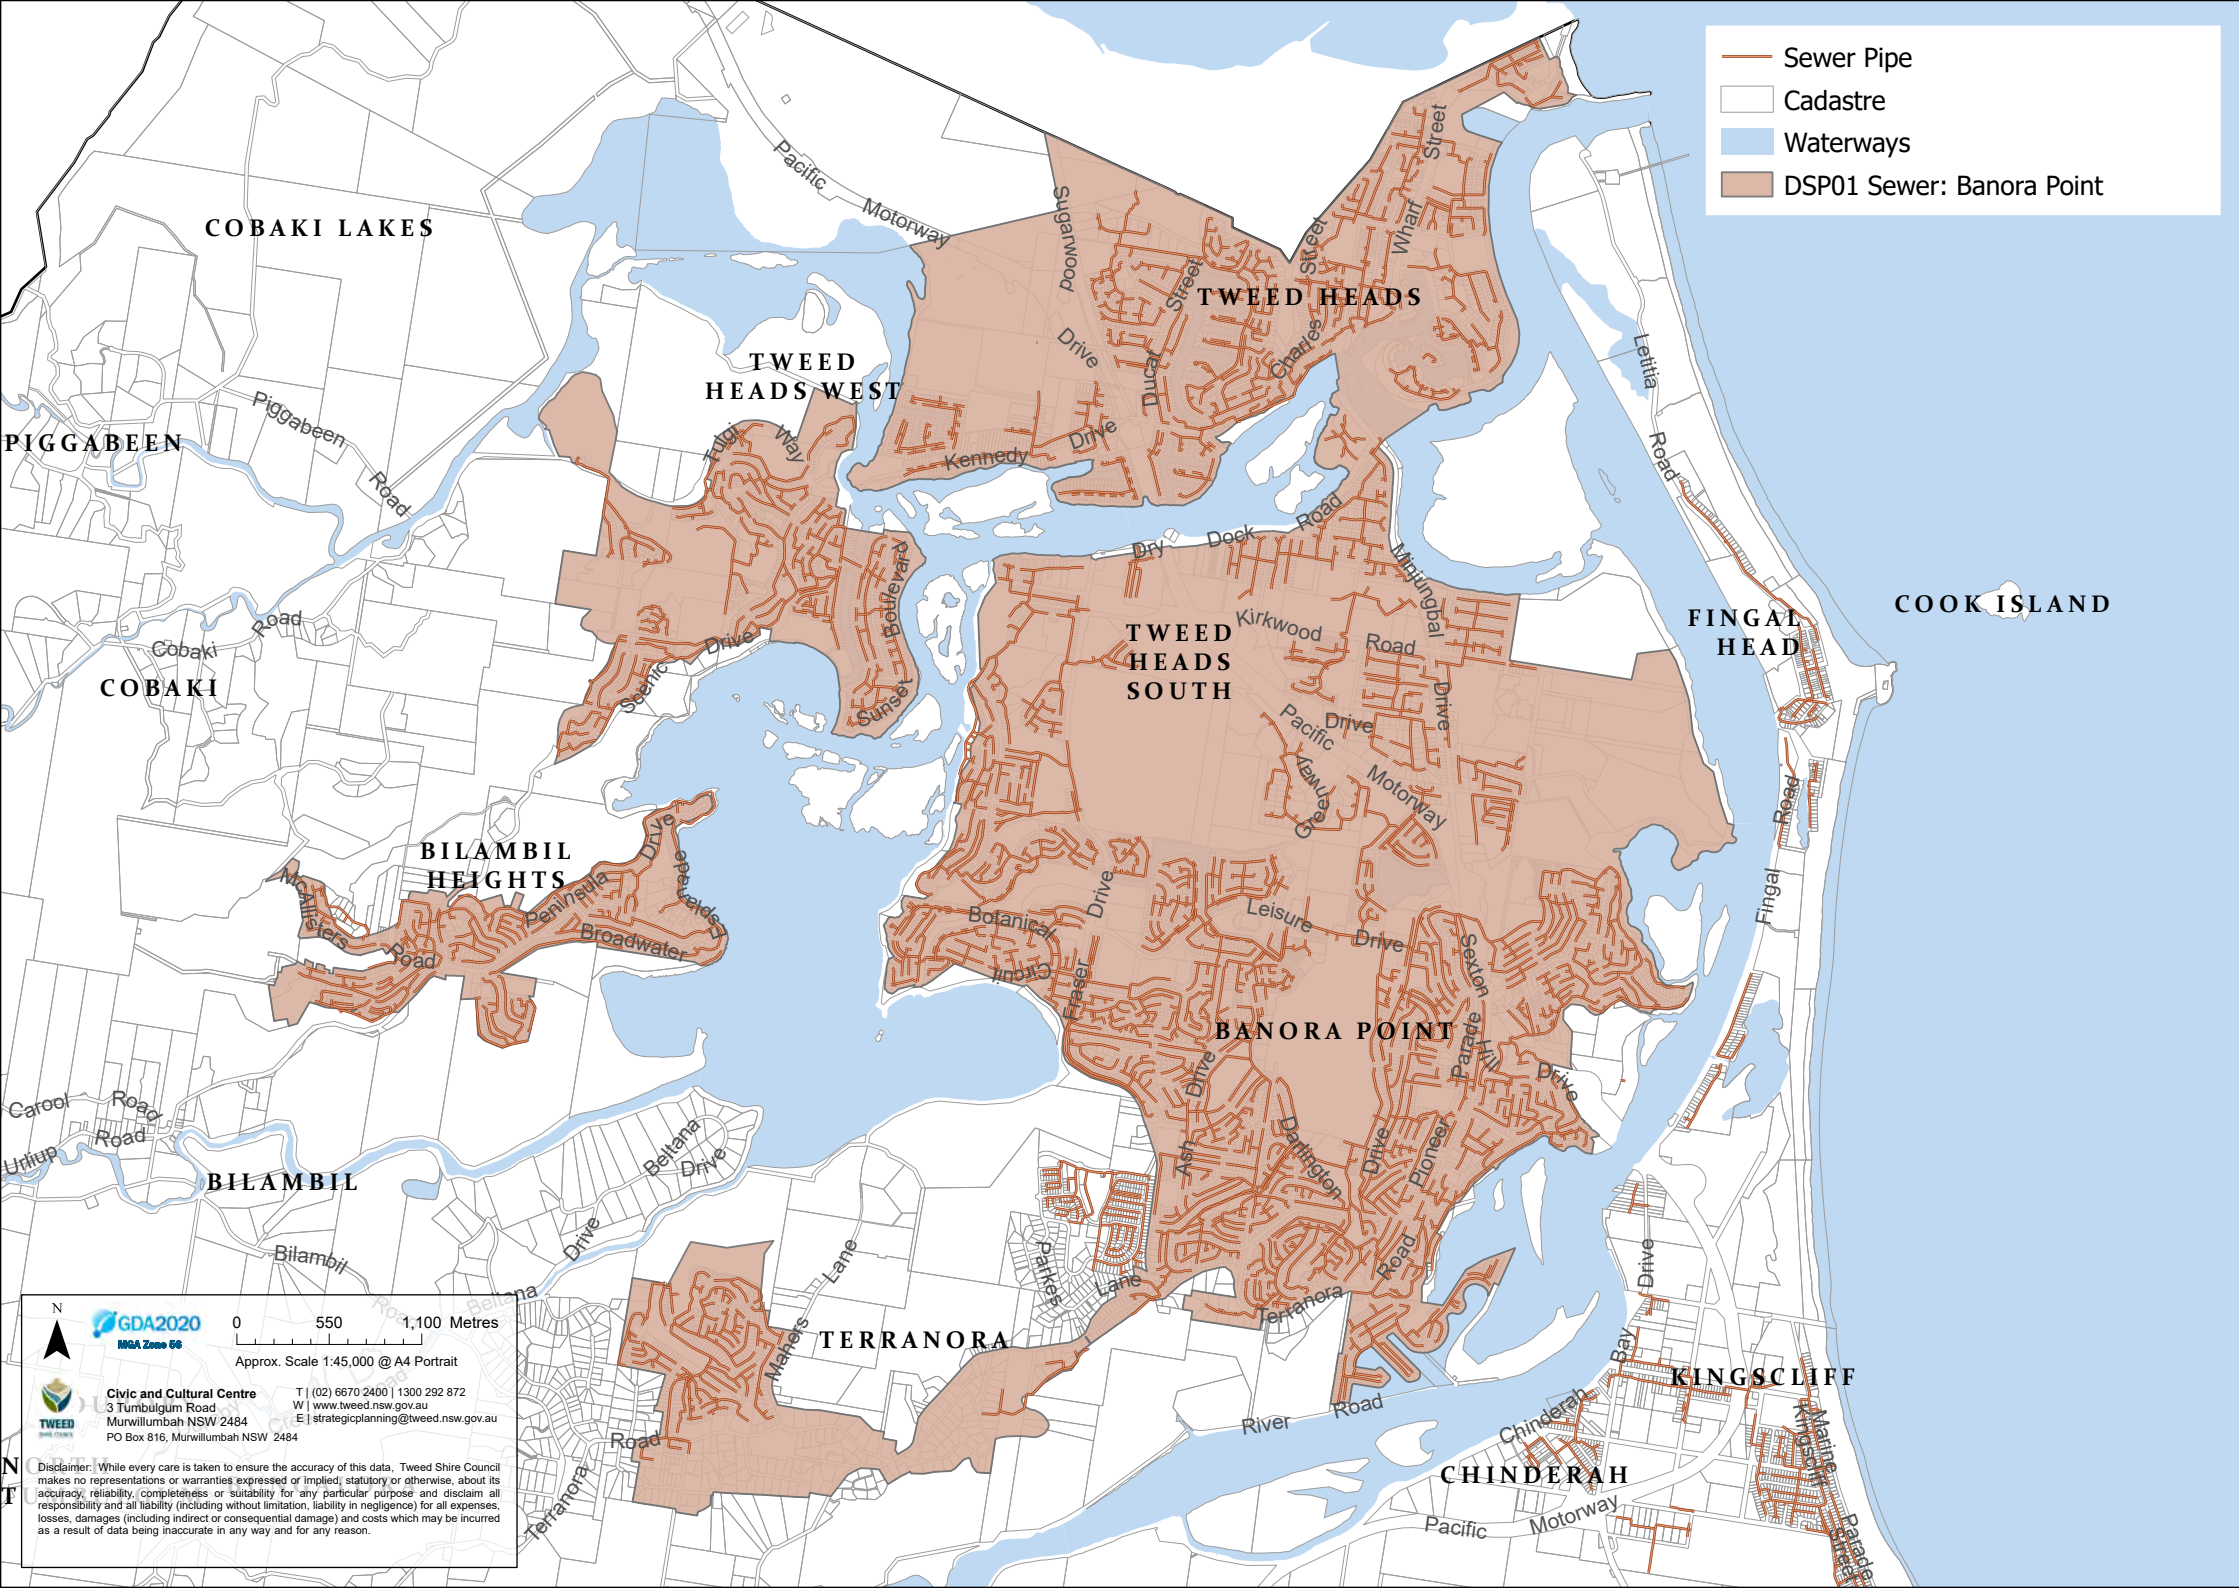 Sewer Pipe
Cadastre
Waterways
DSP01 Sewer: Banora Point
Pacific
Motorway
Sugarwood
Drive
Street
Wharf
Street
Street
Charles
Ducat
COBAKI LAKES
TWEED HEADS
TWEED
HEADS WEST
Letitia
Road
Piggabeen
Road
PIGGABEEN
Tulgi
Way
Kennedy
Drive
Dry
Dock
Road
Minjungbal
Drive
Boulevard
Sunset
COOK ISLAND
FINGAL
HEAD
Cobaki
Road
COBAKI
Scenic
Drive
TWEED
HEADS
SOUTH
Kirkwood
Road
Pacific
Drive
Motorway
Greenway
Fingal
Road
BILAMBIL
HEIGHTS
McAllisters
Road
Peninsula
Drive
Esplanade
Broadwater
Botanical
Circuit
Fraser
Drive
Leisure
Drive
Sexton
Hill
Drive
BANORA POINT
Parade
Pioneer
Darlington
Drive
Ash
Drive
Carool
Road
Urliup
Road
BILAMBIL
Bilambil
Road
Beltana
Drive
Beltana
Drive
Parkes
Lane
Mahers
Lane
TERRANORA
Terranora
Road
Terranora
Road
River
Road
Chinderah
Bay
Drive
KINGSCLIFF
CHINDERAH
Pacific
Motorway
Kingscliff
Street
Marine
Parade
N
GDA2020
MGA Zone 56
0 550 1,100 Metres
Approx. Scale 1:45,000 @ A4 Portrait
TWEED
SHIRE COUNCIL
Civic and Cultural Centre
3 Tumbulgum Road
Murwillumbah NSW 2484
PO Box 816, Murwillumbah NSW 2484
T | (02) 6670 2400 | 1300 292 872
W | www.tweed.nsw.gov.au
E | strategicplanning@tweed.nsw.gov.au
NORTH
TUMBULGUM
Disclaimer: While every care is taken to ensure the accuracy of this data, Tweed Shire Council
makes no representations or warranties expressed or implied, statutory or otherwise, about its
accuracy, reliability, completeness or suitability for any particular purpose and disclaim all
responsibility and all liability (including without limitation, liability in negligence) for all expenses,
losses, damages (including indirect or consequential damage) and costs which may be incurred
as a result of data being inaccurate in any way and for any reason.